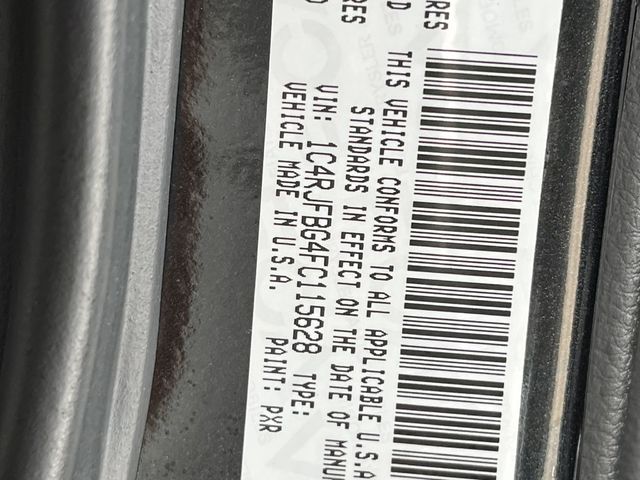 THIS VEHICLE CONFORMS TO ALL APPLICABLE U.S.A.
STANDARDS IN EFFECT ON THE DATE OF MANU
VIN: 1C4RJFBG4FC115628 TYPE:
VEHICLE MADE IN U.S.A. PAINT: PXR